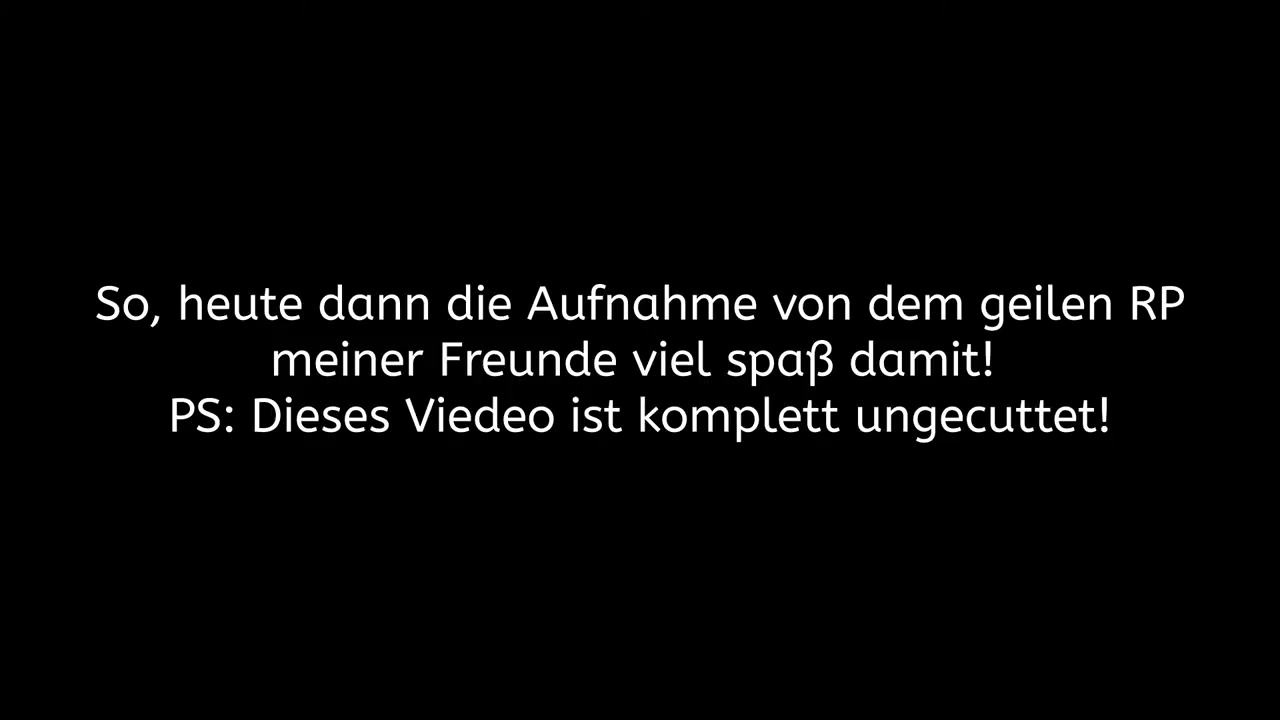 So, heute dann die Aufnahme von dem geilen RP
meiner Freunde viel spaß damit!
PS: Dieses Viedeo ist komplett ungecuttet!